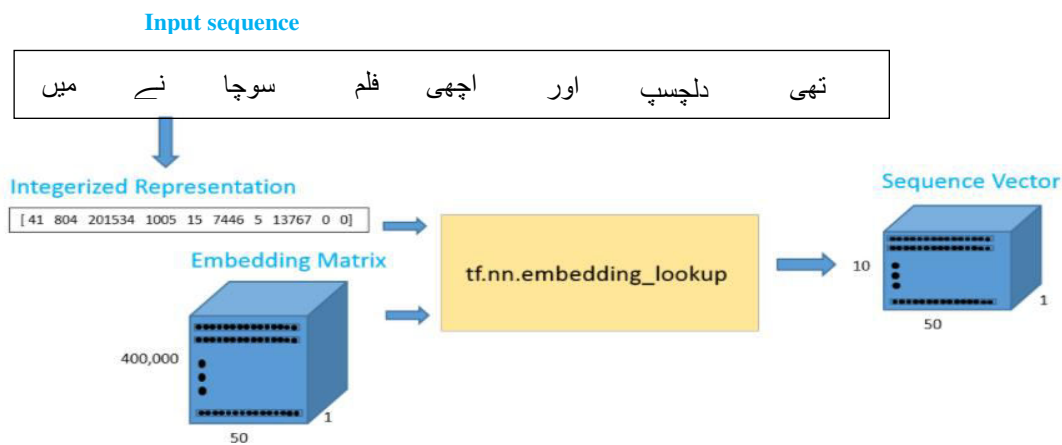 Input sequence
میں نے سوچا فلم اچھی اور دلچسپ تھی
Integerized Representation
[ 41 804 201534 1005 15 7446 5 13767 0 0]
Embedding Matrix
400,000
50
1
tf.nn.embedding_lookup
Sequence Vector
10
50
1